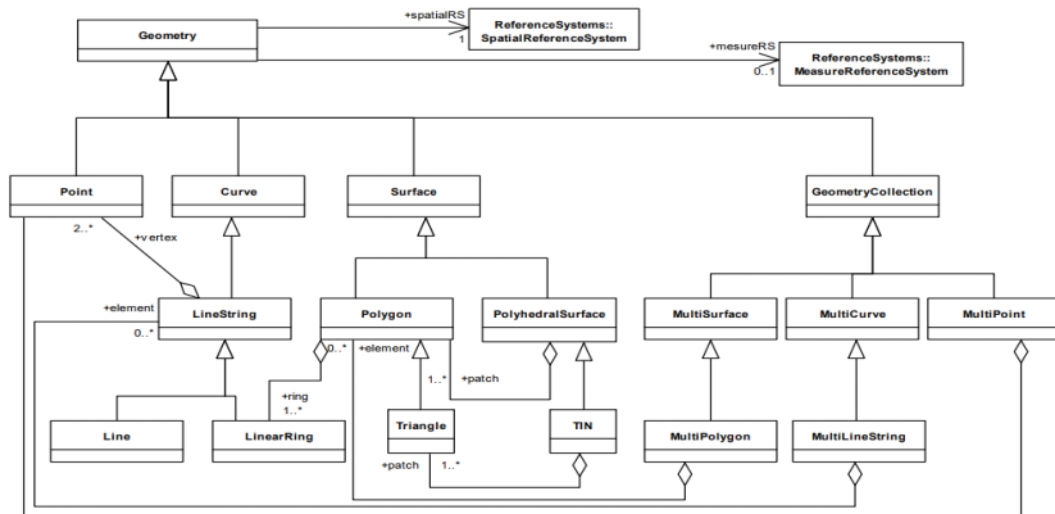 +spatialRS
1
ReferenceSystems::
SpatialReferenceSystem
Geometry
+mesureRS
0..1
ReferenceSystems::
MeasureReferenceSystem
Point
Curve
Surface
GeometryCollection
2..*
+vertex
+element
0..*
LineString
Polygon
PolyhedralSurface
MultiSurface
MultiCurve
MultiPoint
0..*
+element
1..*
+patch
+ring
1..*
Line
LinearRing
Triangle
TIN
MultiPolygon
MultiLineString
+patch
1..*